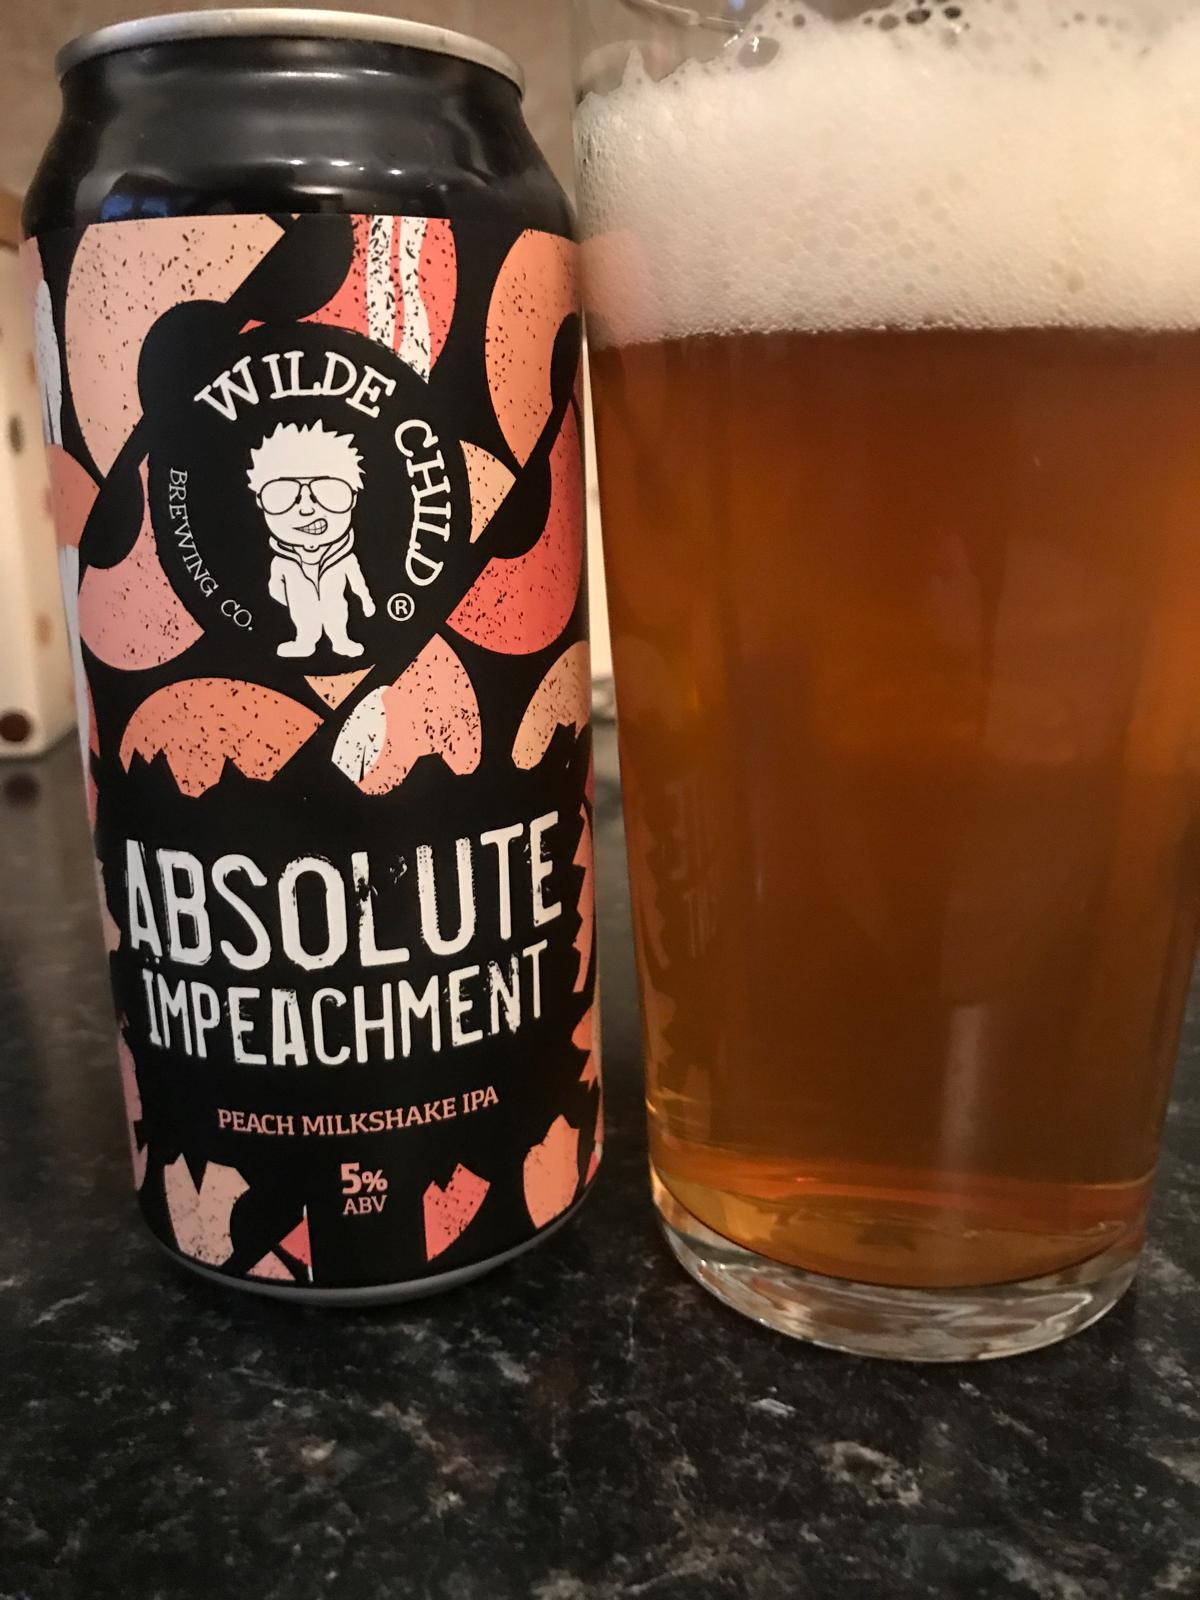 WILDE CHILD
BREWING CO.
®
ABSOLUTE
IMPEACHMENT
PEACH MILKSHAKE IPA
5%
ABV